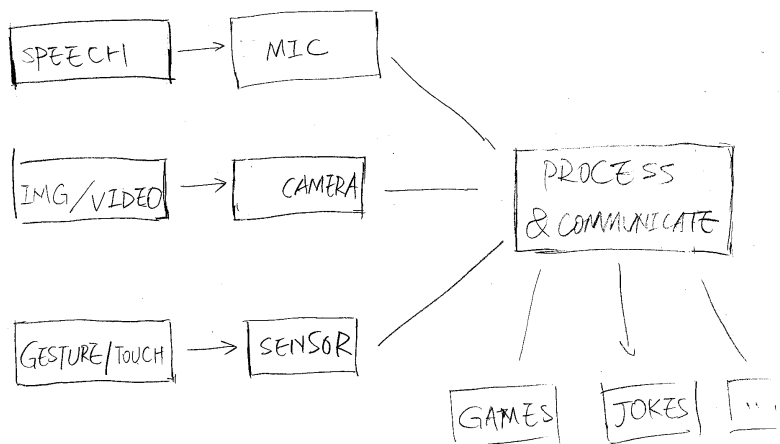 SPEECH
MIC
IMG/VIDEO
CAMERA
PROCESS
& COMMUNICATE
GESTURE/TOUCH
SENSOR
GAMES
JOKES
...